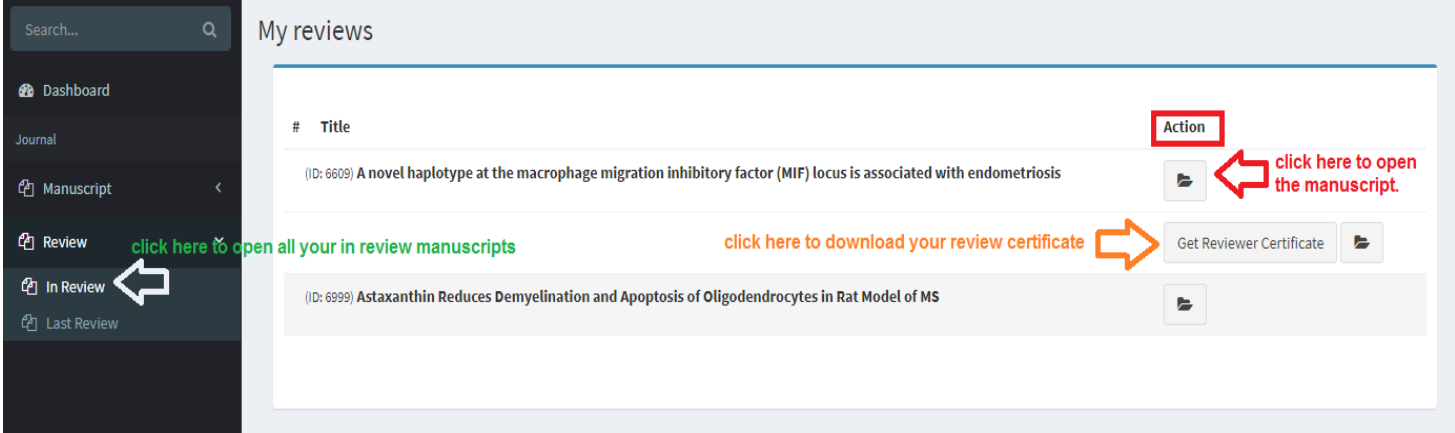 Search...
My reviews
Dashboard
Journal
# Title Action
(ID: 6609) A novel haplotype at the macrophage migration inhibitory factor (MIF) locus is associated with endometriosis
click here to open
the manuscript.
Manuscript
Review
click here to open all your in review manuscripts
click here to download your review certificate
Get Reviewer Certificate
In Review
(ID: 6999) Astaxanthin Reduces Demyelination and Apoptosis of Oligodendrocytes in Rat Model of MS
Last Review